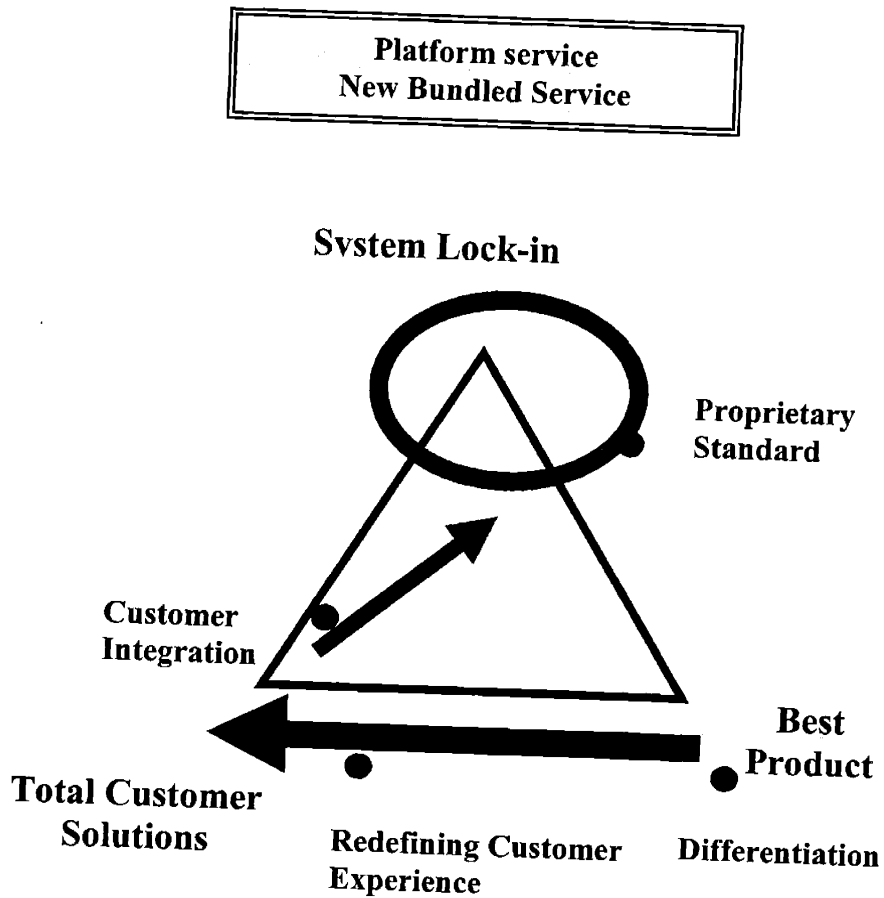 Platform service
New Bundled Service
System Lock-in
Proprietary
Standard
Customer
Integration
Best
Product
Total Customer
Solutions
Redefining Customer
Experience
Differentiation